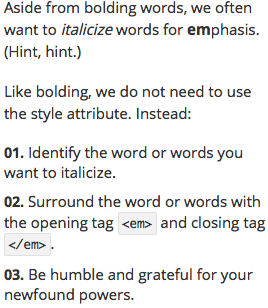 Aside from bolding words, we often
want to italicize words for emphasis.
(Hint, hint.)
Like bolding, we do not need to use
the style attribute. Instead:
01. Identify the word or words you
want to italicize.
02. Surround the word or words with
the opening tag <em> and closing tag
</em>.
03. Be humble and grateful for your
newfound powers.